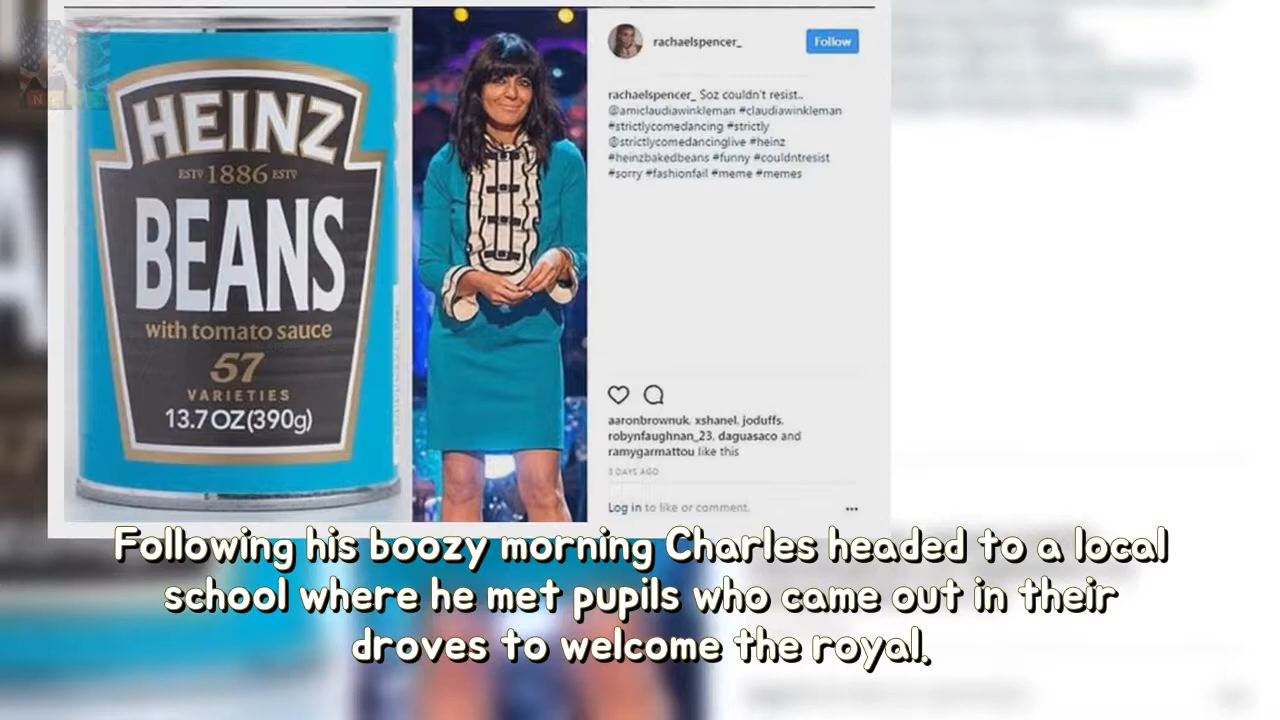 HEINZ
ESTD 1886 ESTD
BEANS
with tomato sauce
57
VARIETIES
13.7 OZ(390g)
rachaelspencer_
Follow
rachaelspencer_ Soz couldn't resist..
@amiclaudiawinkleman #claudiawinkleman
#strictlycomedancing #strictly
@strictlycomedancinglive #heinz
#heinzbakedbeans #funny #couldntresist
#sorry #fashionfail #meme #memes
aaronbrownuk, xshanel, joduffs,
robynfaughnan_23, daguasaco and
ramygarmattou like this
3 DAYS AGO
Log in to like or comment.
Following his boozy morning Charles headed to a local
school where he met pupils who came out in their
droves to welcome the royal.